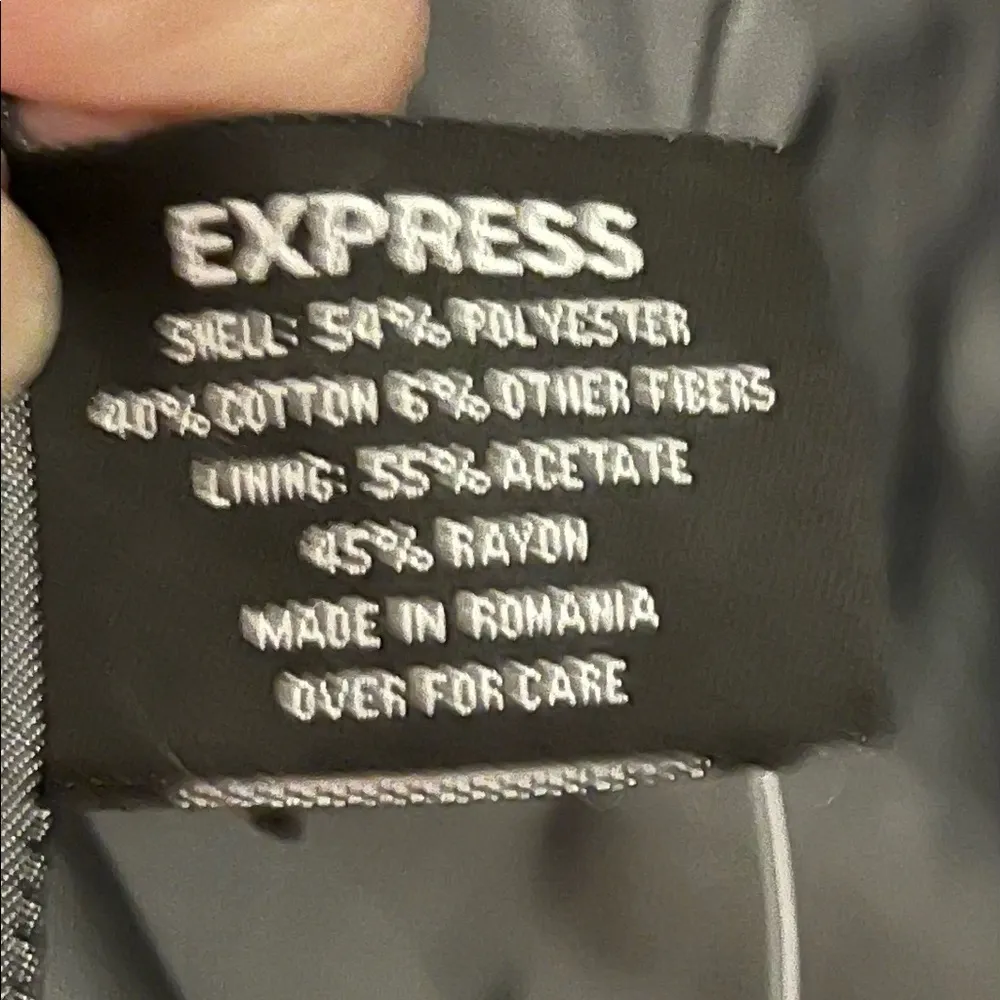 EXPRESS
SHELL: 54% POLYESTER
40% COTTON 6% OTHER FIBERS
LINING: 55% ACETATE
45% RAYON
MADE IN ROMANIA
OVER FOR CARE